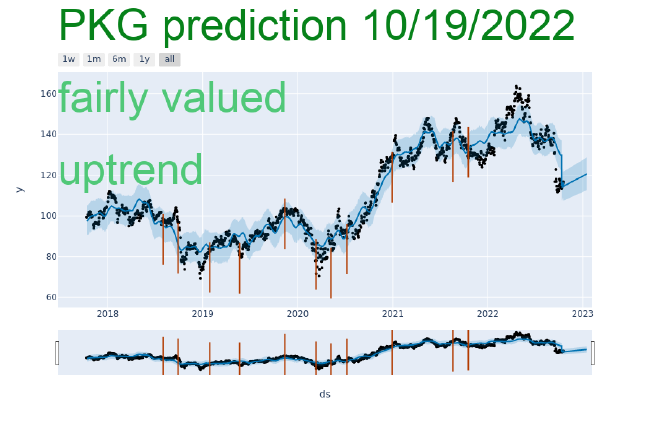 PKG prediction 10/19/2022
1w 1m 6m 1y all
fairly valued
uptrend
160
140
120
100
80
60
y
2018 2019 2020 2021 2022 2023
ds